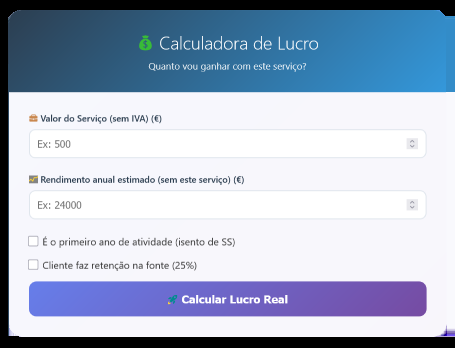 Calculadora de Lucro
Quanto vou ganhar com este serviço?
Valor do Serviço (sem IVA) (€)
Ex: 500
Rendimento anual estimado (sem este serviço) (€)
Ex: 24000
É o primeiro ano de atividade (isento de SS)
Cliente faz retenção na fonte (25%)
Calcular Lucro Real